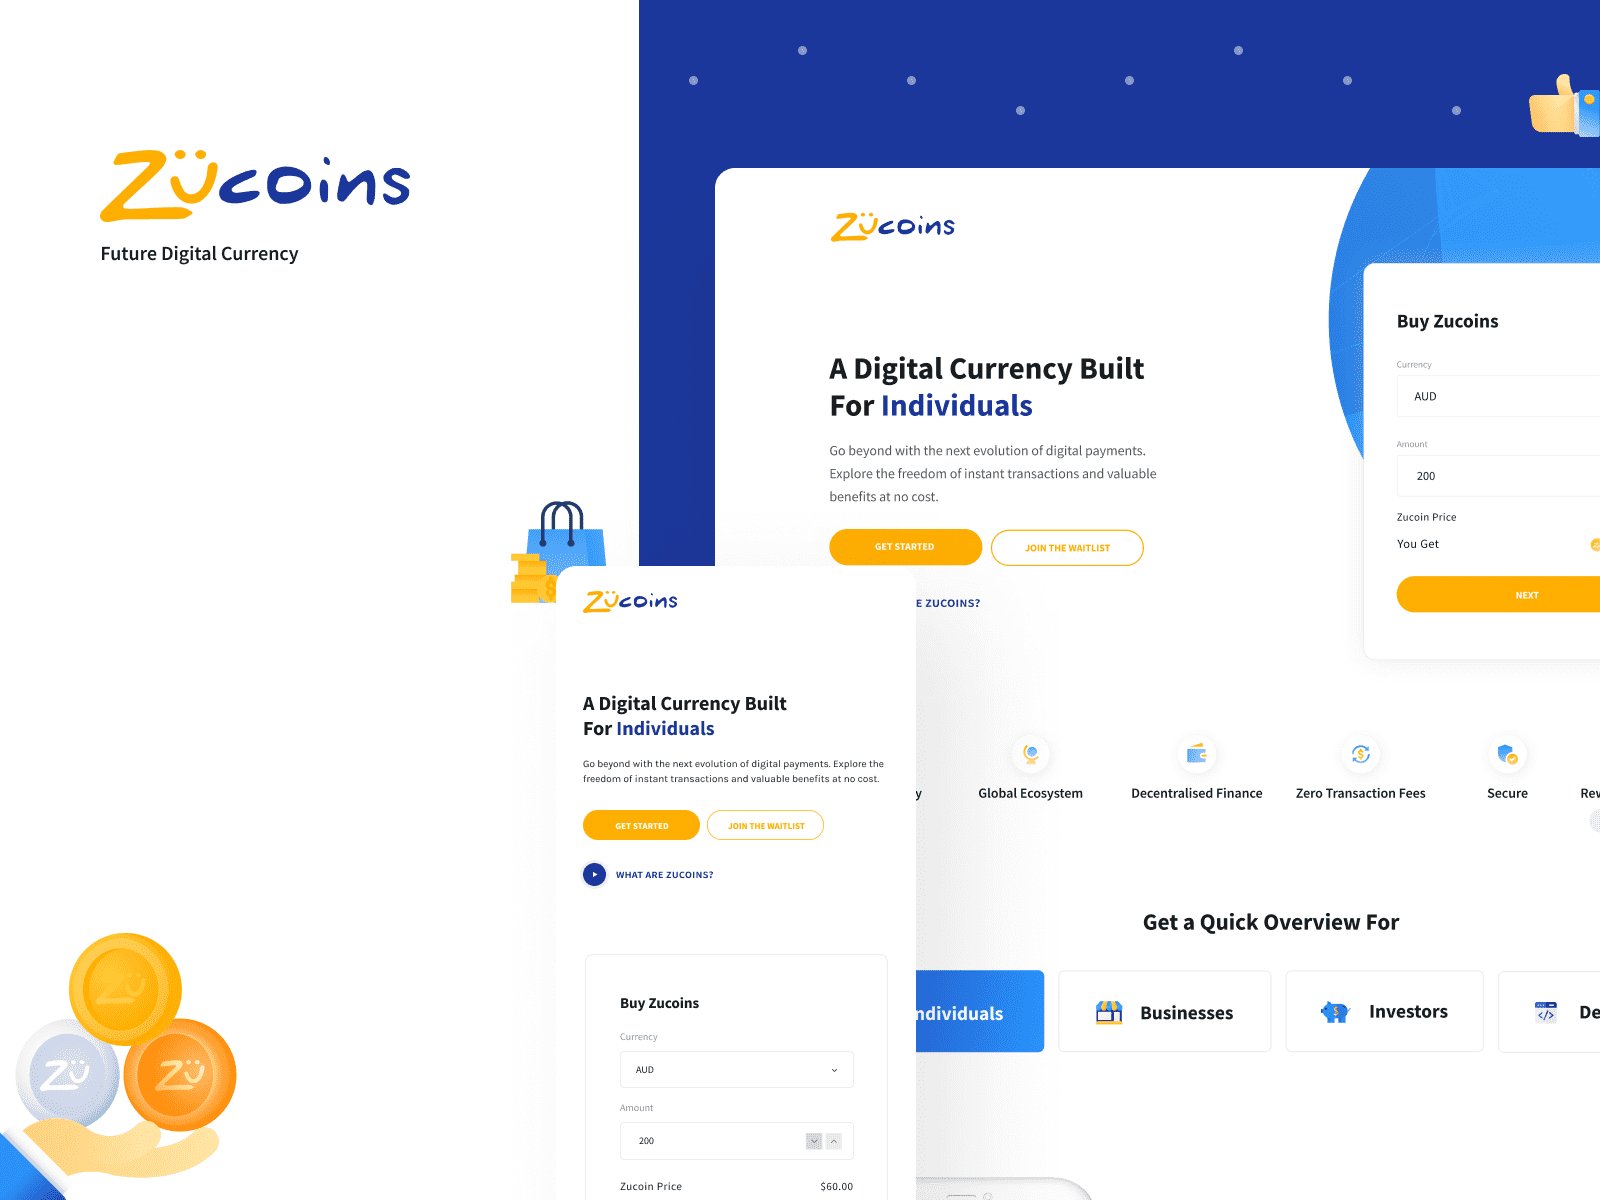 Zücoins
Future Digital Currency
Zücoins
A Digital Currency Built
For Individuals
Go beyond with the next evolution of digital payments.
Explore the freedom of instant transactions and valuable
benefits at no cost.
GET STARTED
JOIN THE WAITLIST
E ZUCOINS?
Buy Zucoins
Currency
AUD
Amount
200
Zucoin Price
You Get
NEXT
y
Global Ecosystem
Decentralised Finance
Zero Transaction Fees
Secure
Rev
Get a Quick Overview For
ndividuals
Businesses
Investors
De
Zücoins
A Digital Currency Built
For Individuals
Go beyond with the next evolution of digital payments. Explore the
freedom of instant transactions and valuable benefits at no cost.
GET STARTED
JOIN THE WAITLIST
WHAT ARE ZUCOINS?
Buy Zucoins
Currency
AUD
Amount
200
Zucoin Price $60.00
Zü
Zü
Zü